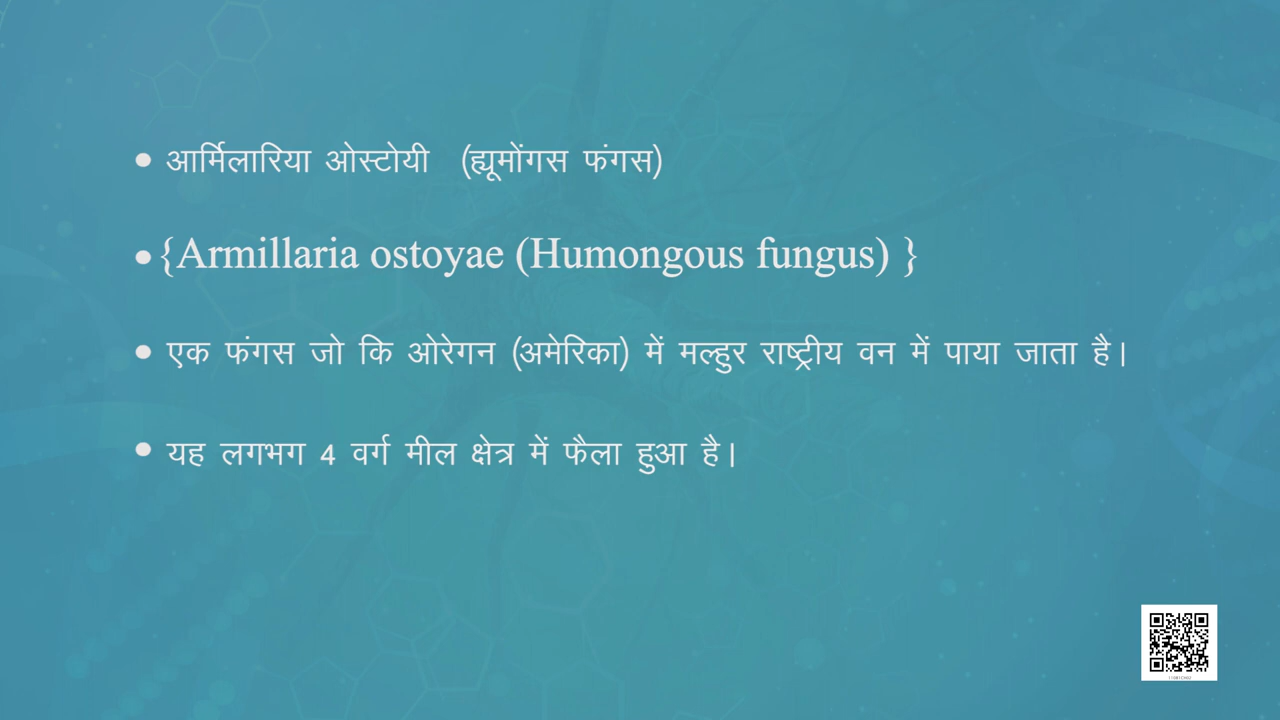 • आर्मिलारिया ओस्टोयी (ह्यूमोंगस फंगस)
• {Armillaria ostoyae (Humongous fungus) }
• एक फंगस जो कि ओरेगन (अमेरिका) में मल्हुर राष्ट्रीय वन में पाया जाता है।
• यह लगभग 4 वर्ग मील क्षेत्र में फैला हुआ है।